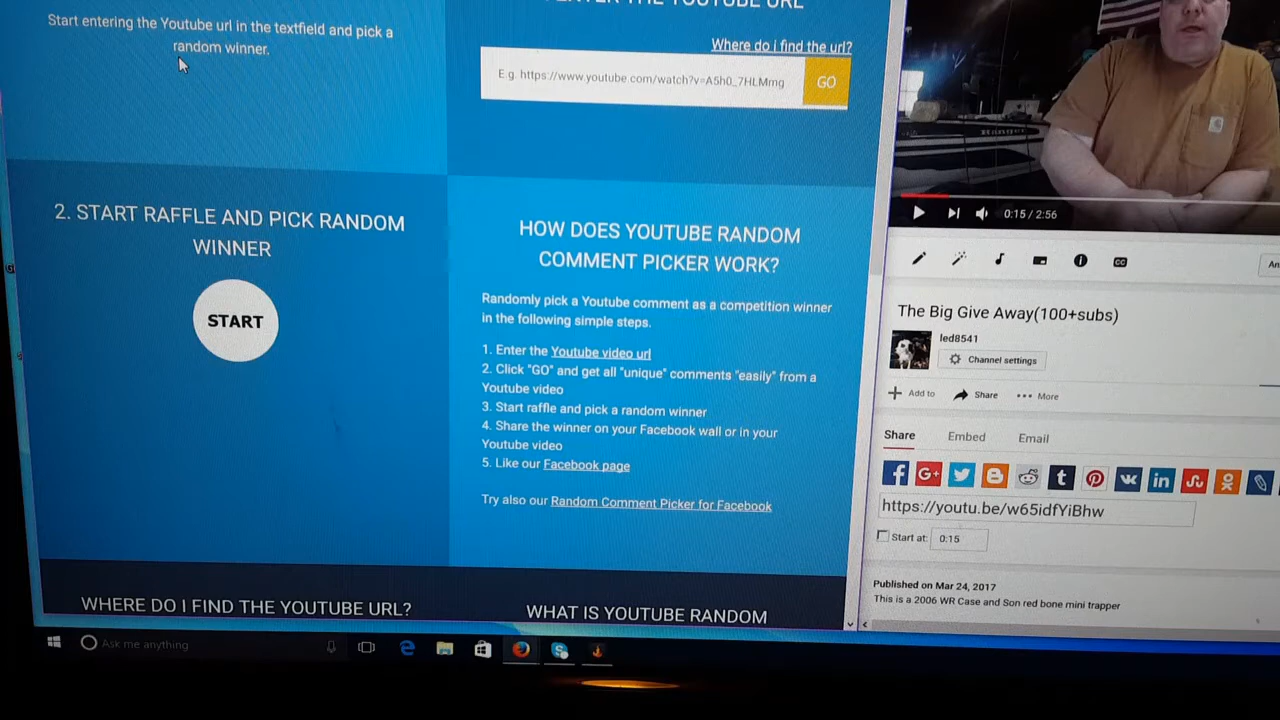 Start entering the Youtube url in the textfield and pick a
random winner.
ENTER THE YOUTUBE URL
Where do i find the url?
E.g. https://www.youtube.com/watch?v=A5h0_7HLMmg
GO
2. START RAFFLE AND PICK RANDOM
WINNER
START
HOW DOES YOUTUBE RANDOM
COMMENT PICKER WORK?
Randomly pick a Youtube comment as a competition winner
in the following simple steps.
1. Enter the Youtube video url
2. Click "GO" and get all "unique" comments "easily" from a
Youtube video
3. Start raffle and pick a random winner
4. Share the winner on your Facebook wall or in your
Youtube video
5. Like our Facebook page
Try also our Random Comment Picker for Facebook
WHERE DO I FIND THE YOUTUBE URL?
WHAT IS YOUTUBE RANDOM
Ranger
0:15 / 2:56
CC
An
The Big Give Away(100+subs)
led8541
Channel settings
Add to
Share
More
Share
Embed
Email
https://youtu.be/w65idfYiBhw
Start at:
0:15
Published on Mar 24, 2017
This is a 2006 WR Case and Son red bone mini trapper
Ask me anything